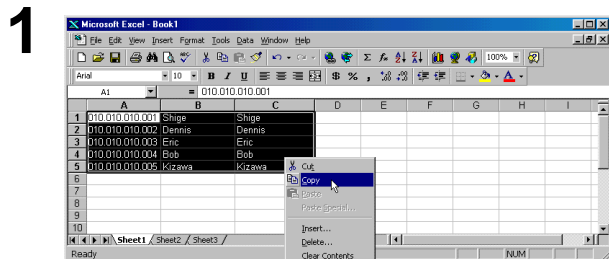 1
Microsoft Excel - Book1
File Edit View Insert Format Tools Data Window Help
100%
Arial 10 B I U $ % ,
A1 = 010.010.010.001
A B C D E F G H I
1 010.010.010.001 Shige Shige
2 010.010.010.002 Dennis Dennis
3 010.010.010.003 Eric Eric
4 010.010.010.004 Bob Bob
5 010.010.010.005 Kizawa Kizawa
Cut
6
Copy
7
Paste
8
Paste Special...
9
10
Insert...
Sheet1 Sheet2 Sheet3
Delete...
Ready NUM
Clear Contents